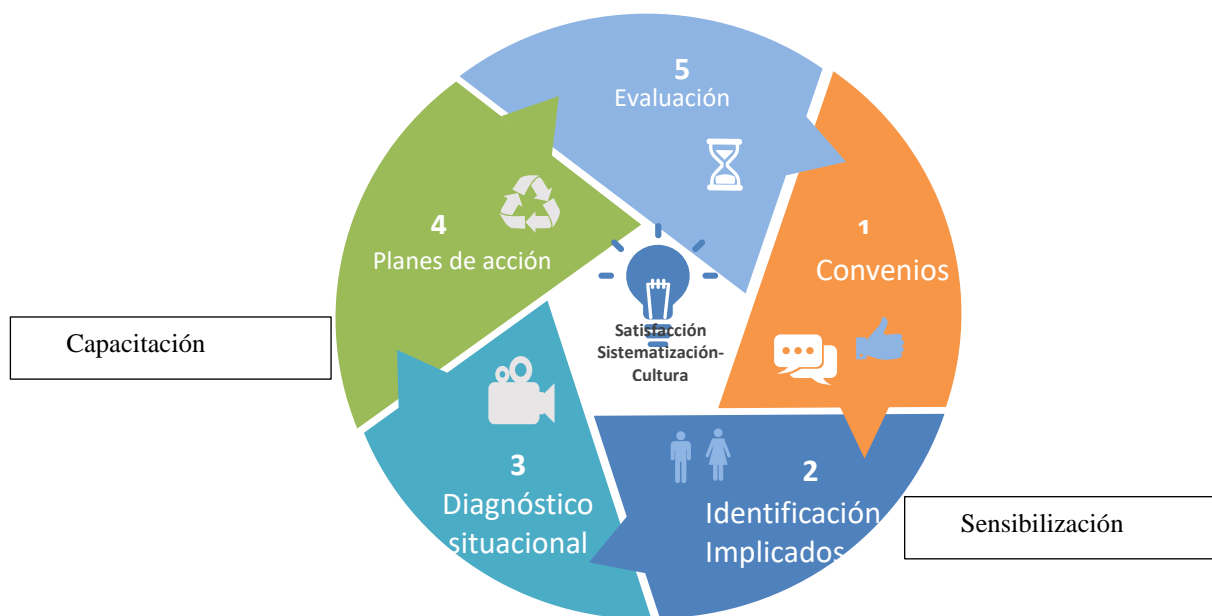 5
Evaluación
1
Convenios
4
Planes de acción
Satisfacción
Sistematización-
Cultura
Capacitación
2
Identificación
Implicados
3
Diagnóstico
situacional
Sensibilización